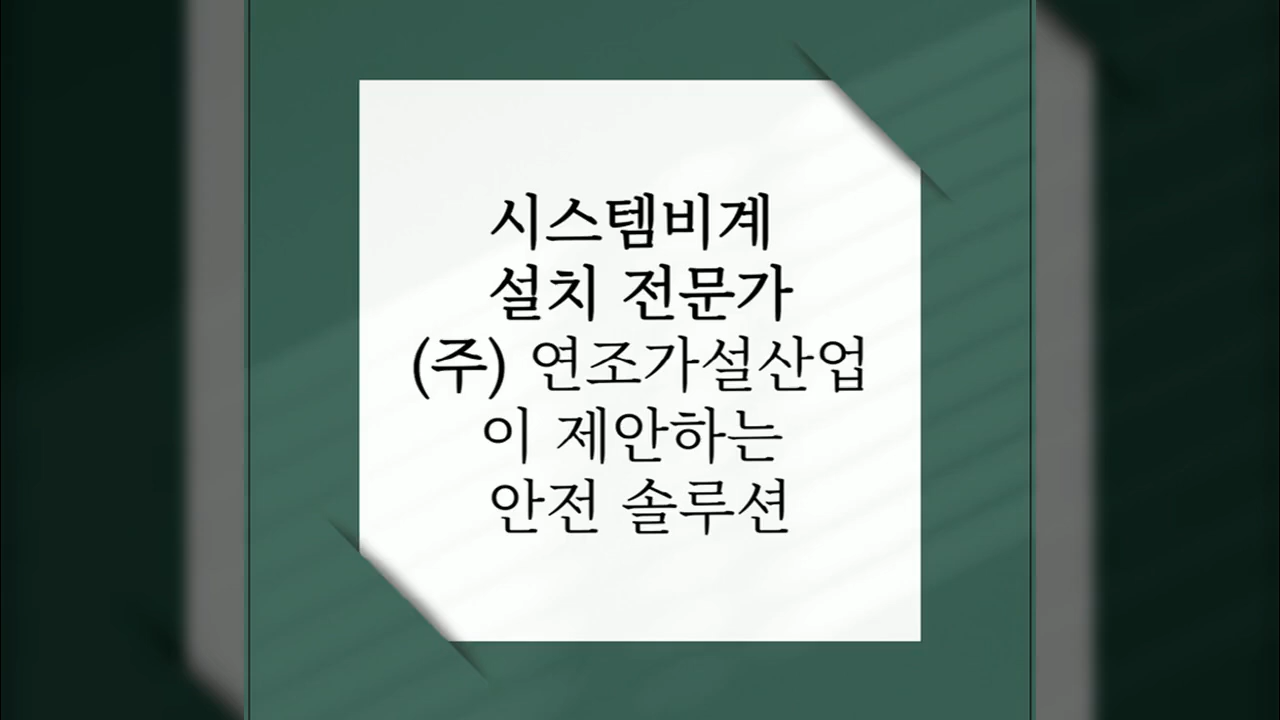 시스템비계
설치 전문가
(주) 연조가설산업
이 제안하는
안전 솔루션